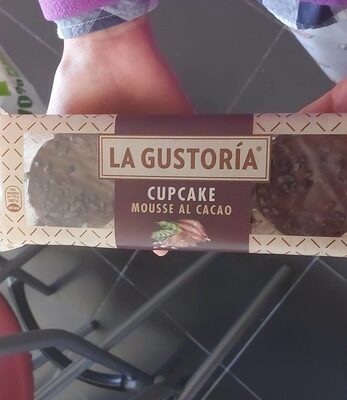 LA GUSTORÍA®
CUPCAKE
MOUSSE AL CACAO